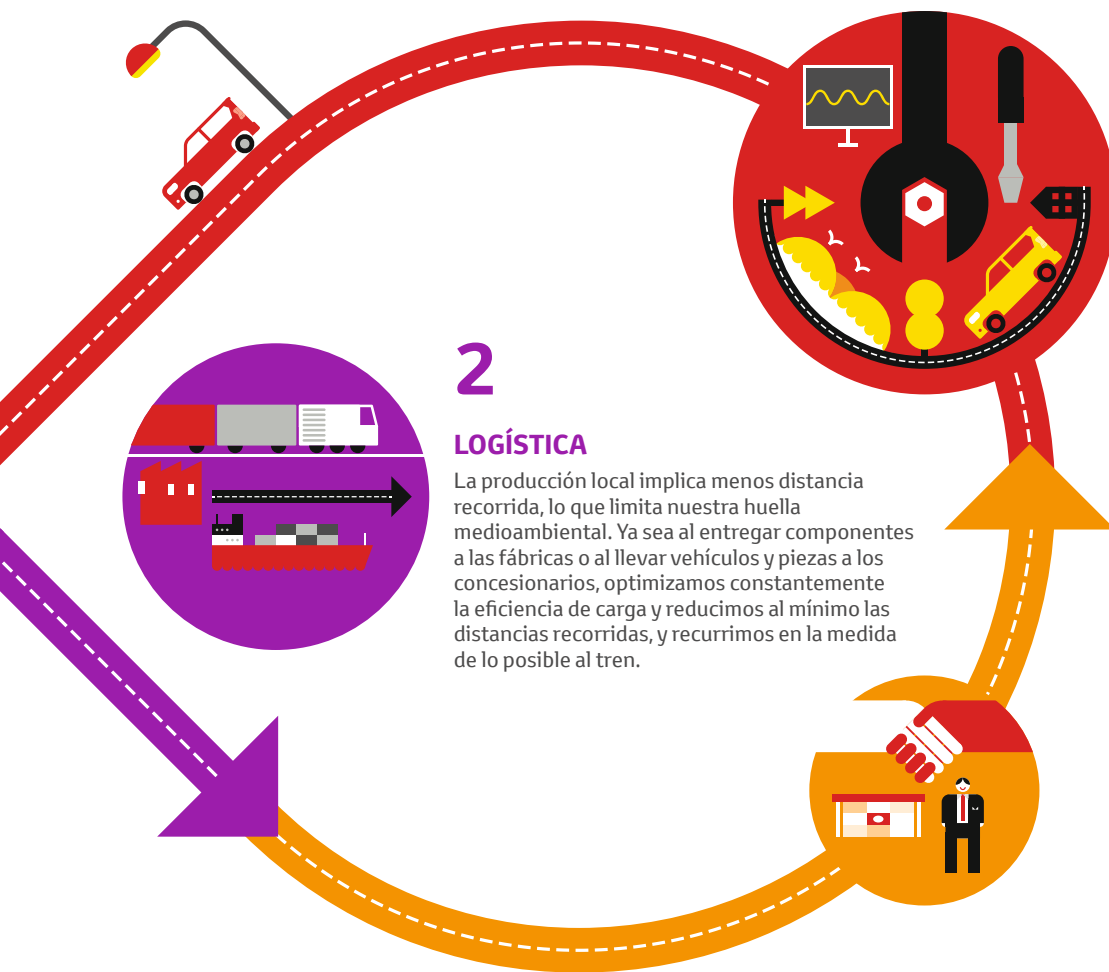 2
LOGÍSTICA
La producción local implica menos distancia
recorrida, lo que limita nuestra huella
medioambiental. Ya sea al entregar componentes
a las fábricas o al llevar vehículos y piezas a los
concesionarios, optimizamos constantemente
la eficiencia de carga y reducimos al mínimo las
distancias recorridas, y recurrimos en la medida
de lo posible al tren.